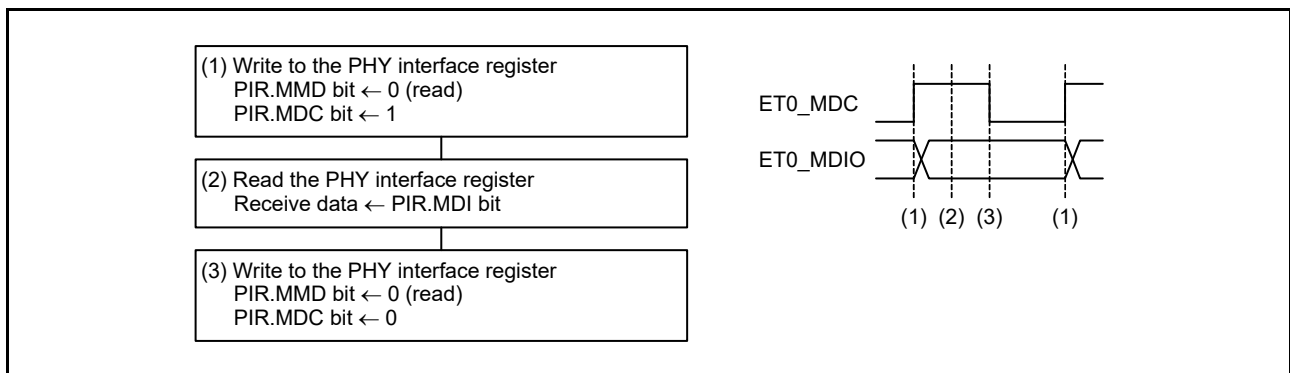 (1) Write to the PHY interface register
PIR.MMD bit ← 0 (read)
PIR.MDC bit ← 1
(2) Read the PHY interface register
Receive data ← PIR.MDI bit
(3) Write to the PHY interface register
PIR.MMD bit ← 0 (read)
PIR.MDC bit ← 0
ET0_MDC
ET0_MDIO
(1) (2) (3) (1)